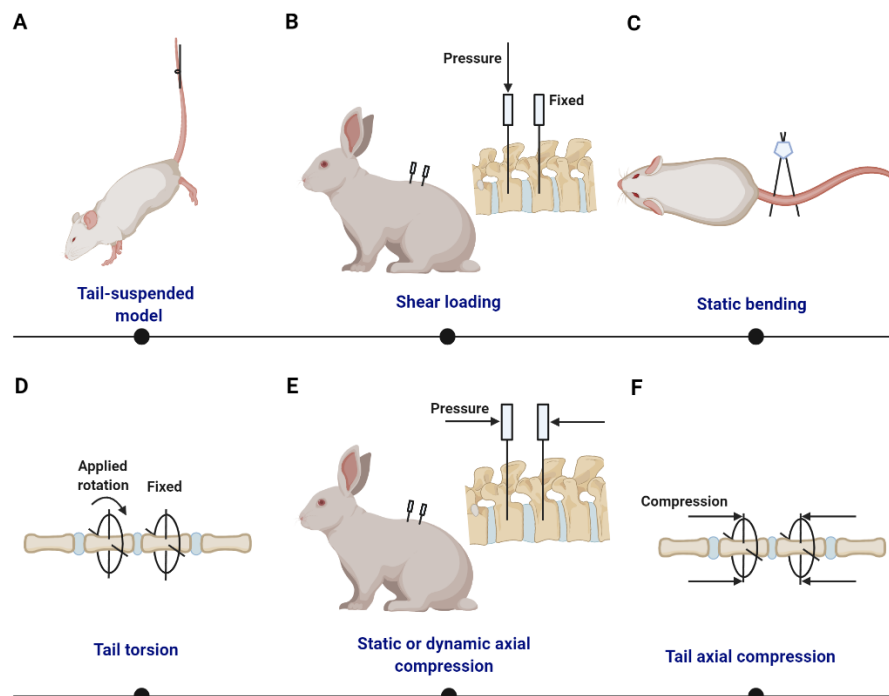 A
B
C
Pressure
Fixed
Tail-suspended
model
Shear loading
Static bending
D
E
F
Applied
rotation
Fixed
Pressure
Compression
Tail torsion
Static or dynamic axial
compression
Tail axial compression